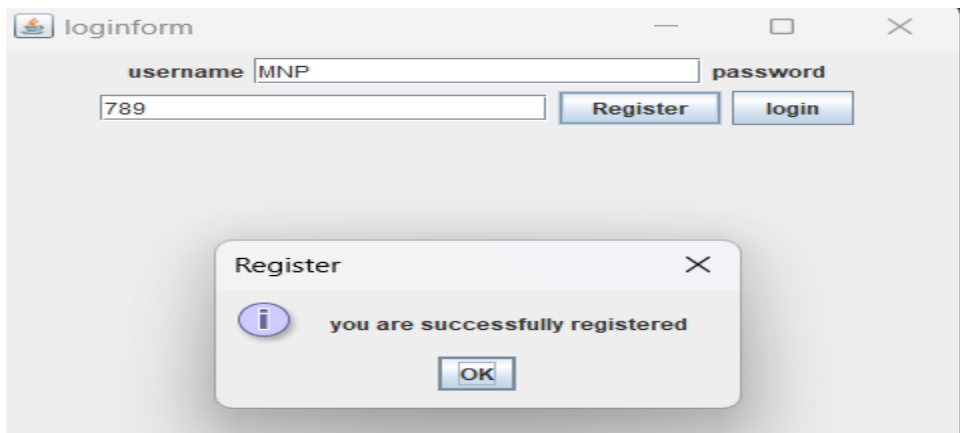 loginform
username MNP password
789 Register login
Register
you are successfully registered
OK